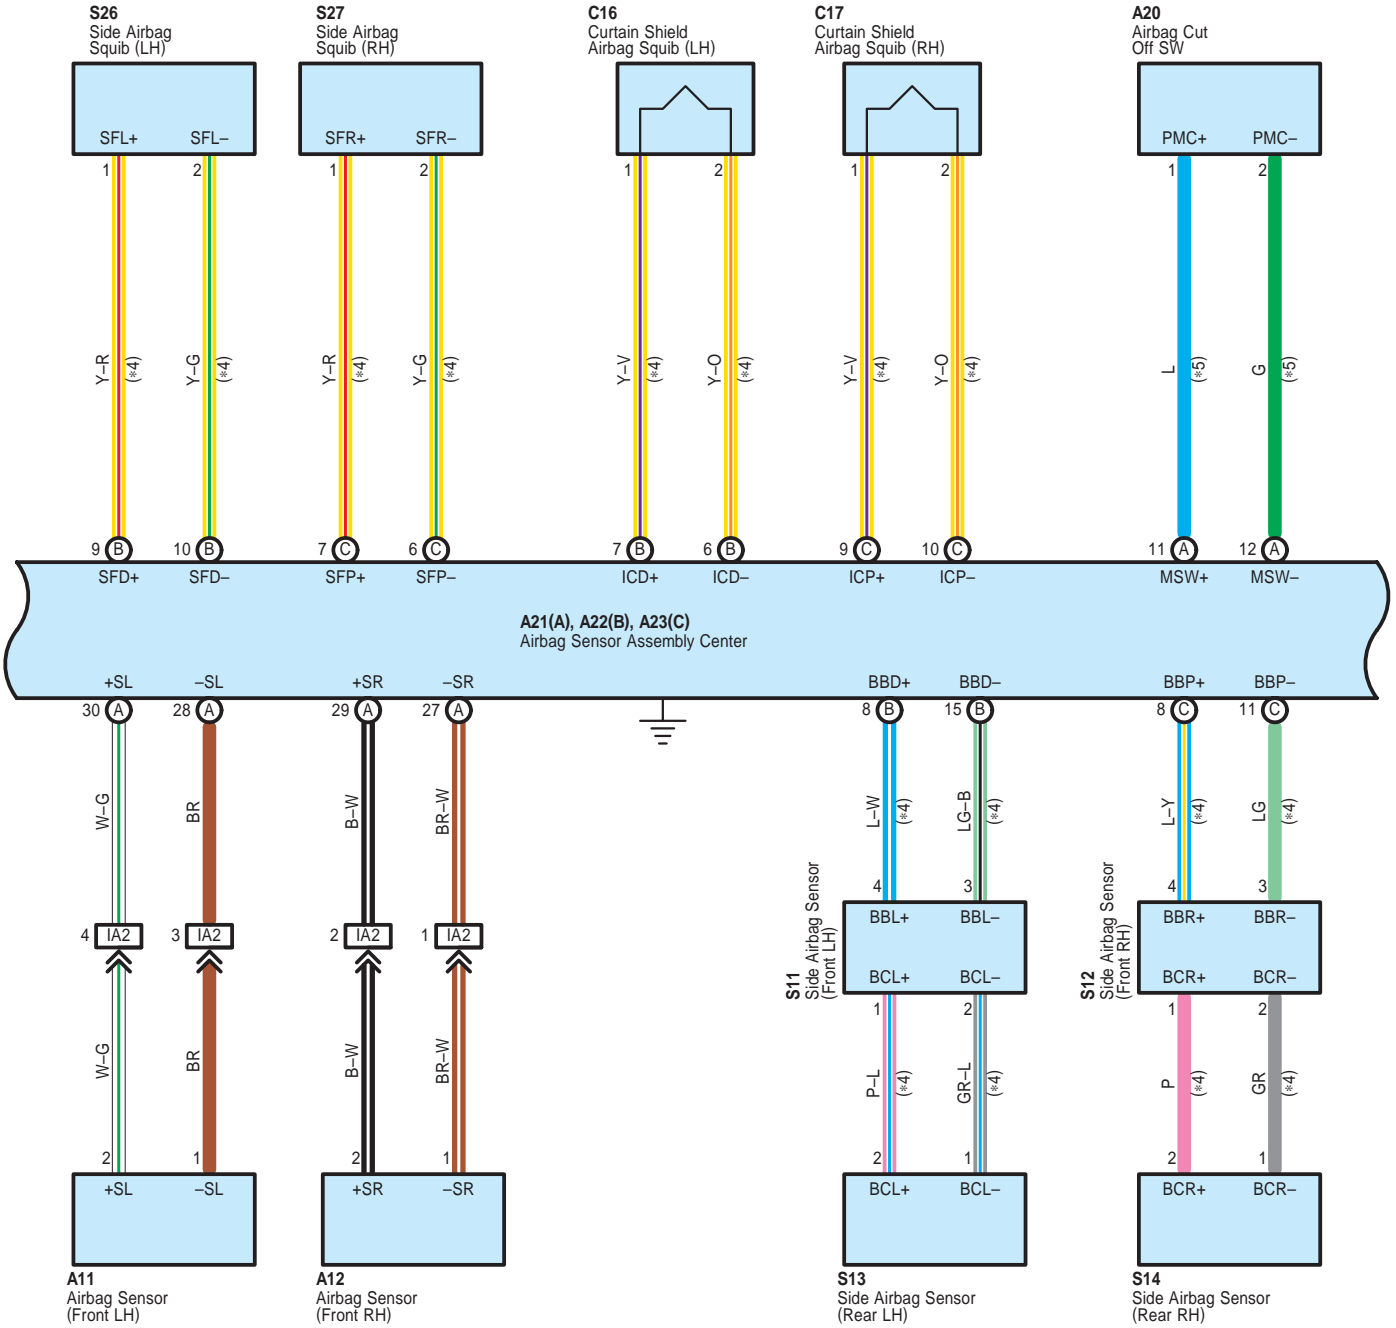 S26
Side Airbag
Squib (LH)
S27
Side Airbag
Squib (RH)
C16
Curtain Shield
Airbag Squib (LH)
C17
Curtain Shield
Airbag Squib (RH)
A20
Airbag Cut
Off SW
SFL+ SFL–
SFR+ SFR–
PMC+ PMC–
1 2 1 2 1 2 1 2 1 2
Y–R (*4) Y–G (*4) Y–R (*4) Y–G (*4) Y–V (*4) Y–O (*4) Y–V (*4) Y–O (*4) L (*5) G (*5)
9 B 10 B 7 C 6 C 7 B 6 B 9 C 10 C 11 A 12 A
SFD+ SFD– SFP+ SFP– ICD+ ICD– ICP+ ICP– MSW+ MSW–
A21(A), A22(B), A23(C)
Airbag Sensor Assembly Center
+SL –SL +SR –SR BBD+ BBD– BBP+ BBP–
30 A 28 A 29 A 27 A 8 B 15 B 8 C 11 C
W–G BR B–W BR–W L–W (*4) LG–B (*4) L–Y (*4) LG (*4)
4 3 4 3
4 IA2 3 IA2 2 IA2 1 IA2
S11
Side Airbag Sensor
(Front LH)
BBL+ BBL–
BCL+ BCL–
S12
Side Airbag Sensor
(Front RH)
BBR+ BBR–
BCR+ BCR–
1 2 1 2
W–G BR B–W BR–W P–L (*4) GR–L (*4) P (*4) GR (*4)
2 1 2 1 2 1 2 1
+SL –SL +SR –SR BCL+ BCL– BCR+ BCR–
A11
Airbag Sensor
(Front LH)
A12
Airbag Sensor
(Front RH)
S13
Side Airbag Sensor
(Rear LH)
S14
Side Airbag Sensor
(Rear RH)